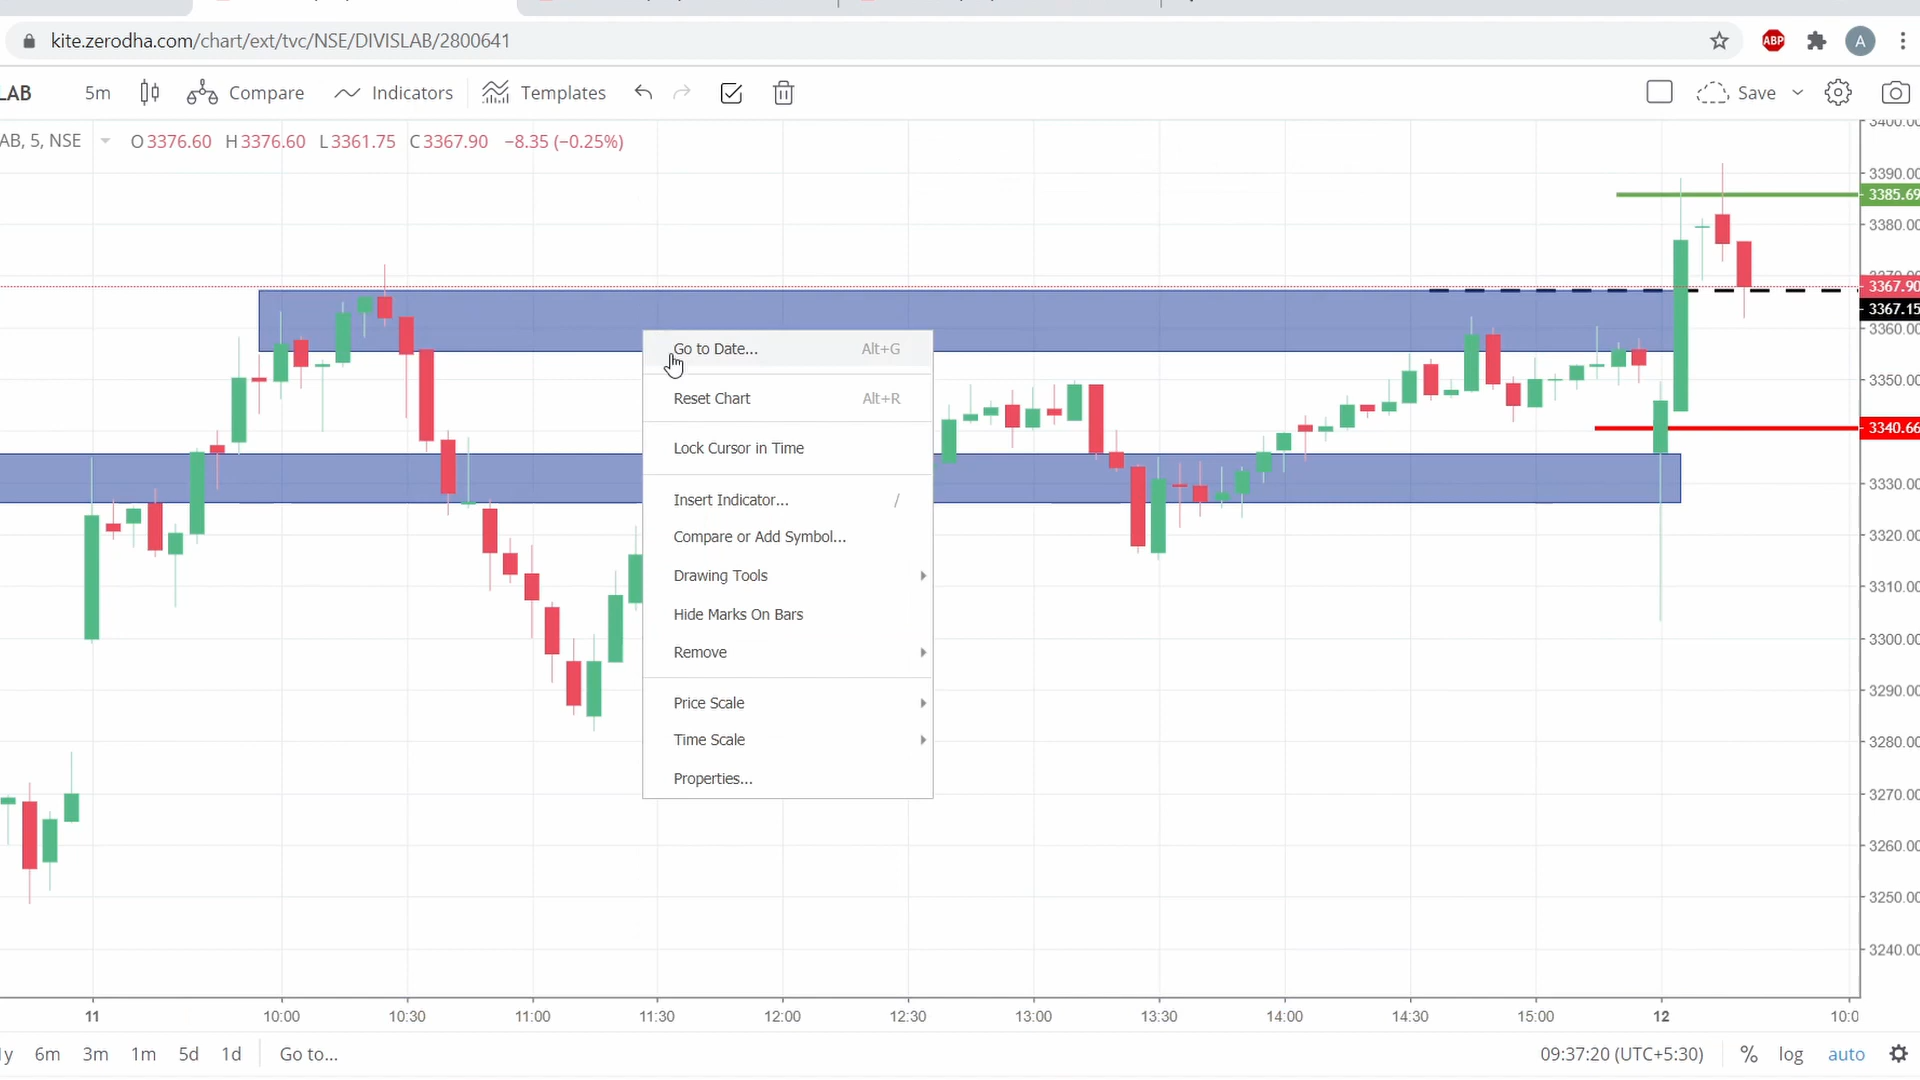 kite.zerodha.com/chart/ext/tvc/NSE/DIVISLAB/2800641
ABP
A
LAB 5m Compare Indicators Templates Save
AB, 5, NSE O3376.60 H3376.60 L3361.75 C3367.90 −8.35 (−0.25%)
3400.00
3390.00
3385.69
3380.00
3370.00
3367.90
3367.15
3360.00
3350.00
3340.66
3330.00
3320.00
3310.00
3300.00
3290.00
3280.00
3270.00
3260.00
3250.00
3240.00
Go to Date... Alt+G
Reset Chart Alt+R
Lock Cursor in Time
Insert Indicator... /
Compare or Add Symbol...
Drawing Tools
Hide Marks On Bars
Remove
Price Scale
Time Scale
Properties...
11 10:00 10:30 11:00 11:30 12:00 12:30 13:00 13:30 14:00 14:30 15:00 12 10:0
y 6m 3m 1m 5d 1d Go to... 09:37:20 (UTC+5:30) % log auto